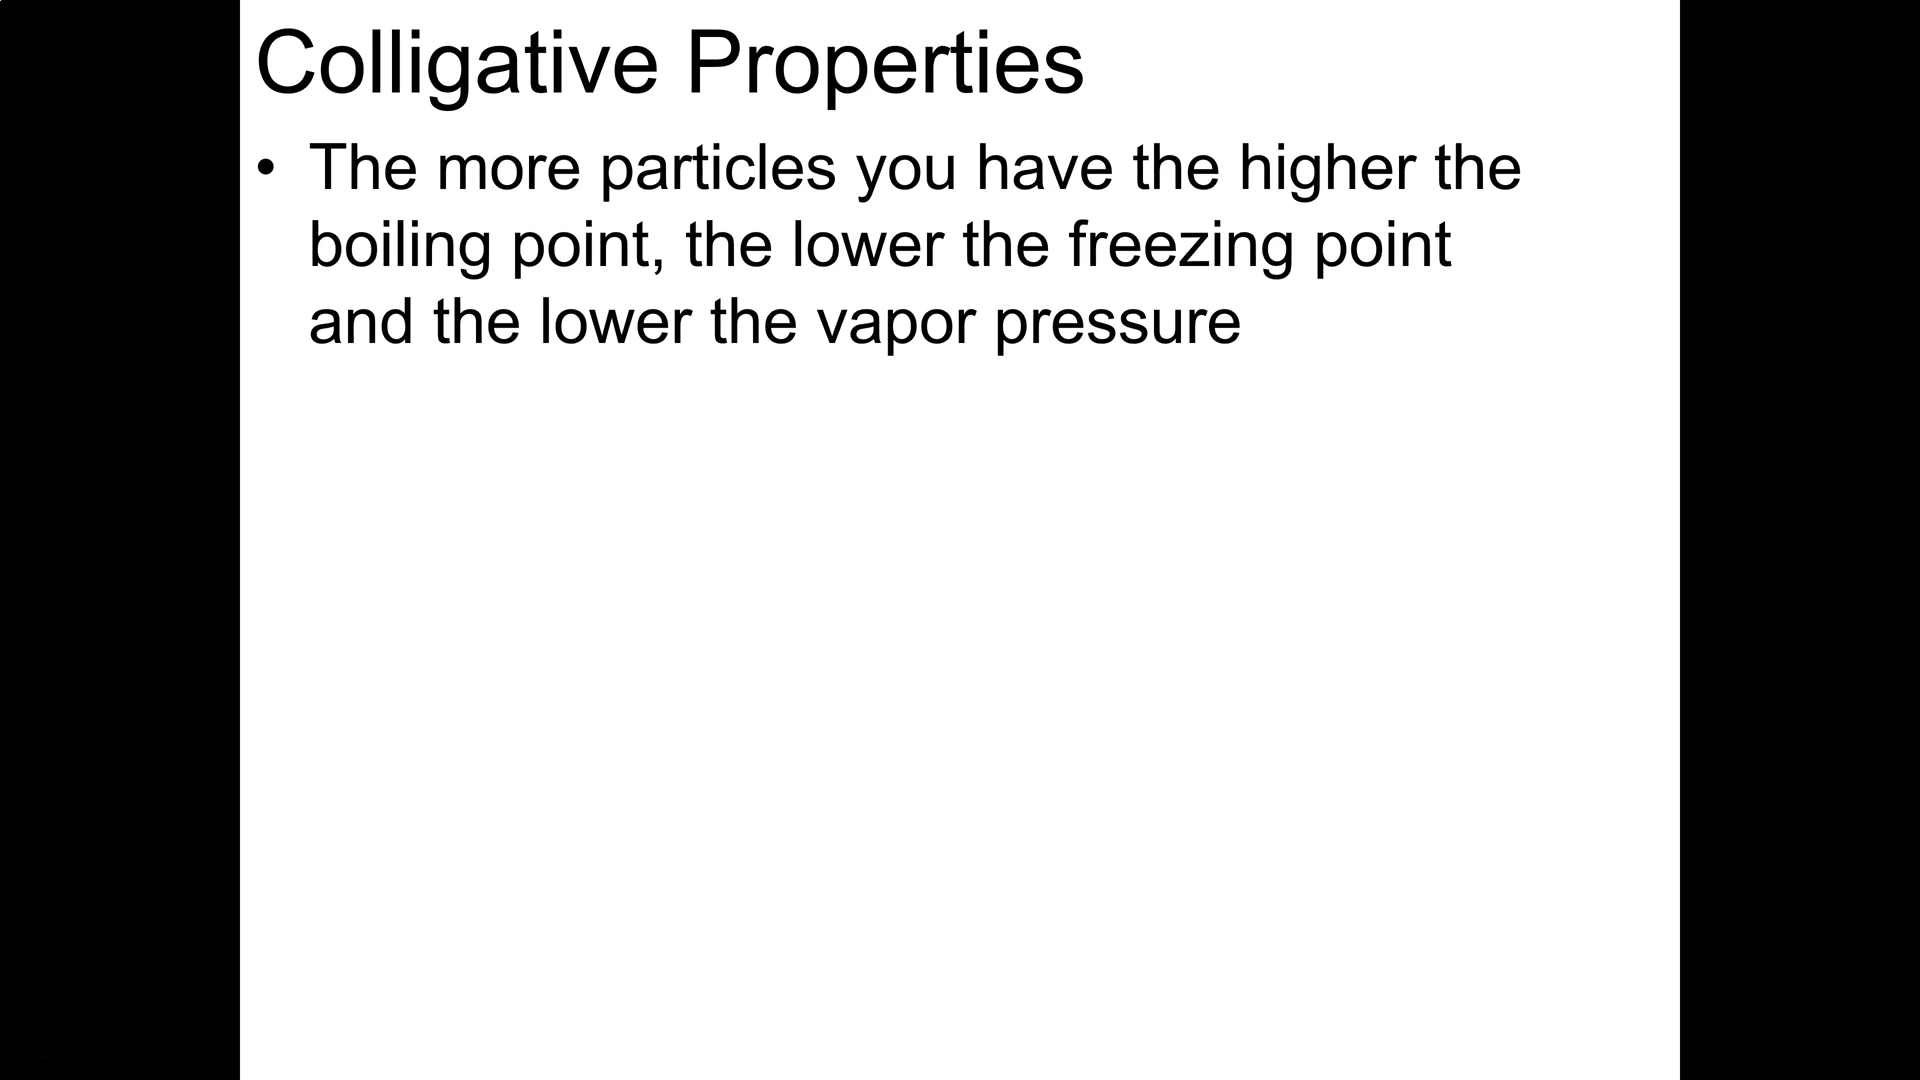 Colligative Properties
• The more particles you have the higher the
boiling point, the lower the freezing point
and the lower the vapor pressure